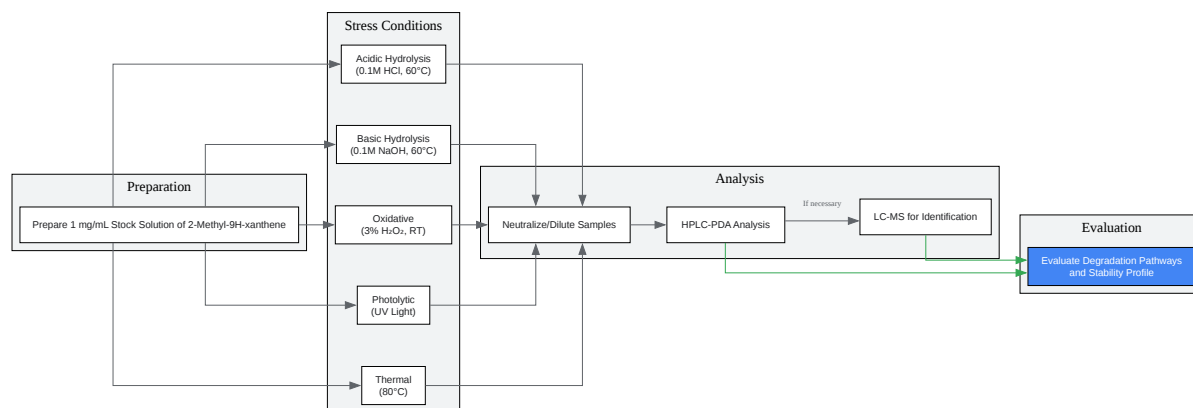 Stress Conditions
Acidic Hydrolysis
(0.1M HCl, 60°C)
Basic Hydrolysis
(0.1M NaOH, 60°C)
Preparation
Prepare 1 mg/mL Stock Solution of 2-Methyl-9H-xanthene
Oxidative
(3% H₂O₂, RT)
Photolytic
(UV Light)
Thermal
(80°C)
Analysis
Neutralize/Dilute Samples
HPLC-PDA Analysis
If necessary
LC-MS for Identification
Evaluation
Evaluate Degradation Pathways
and Stability Profile